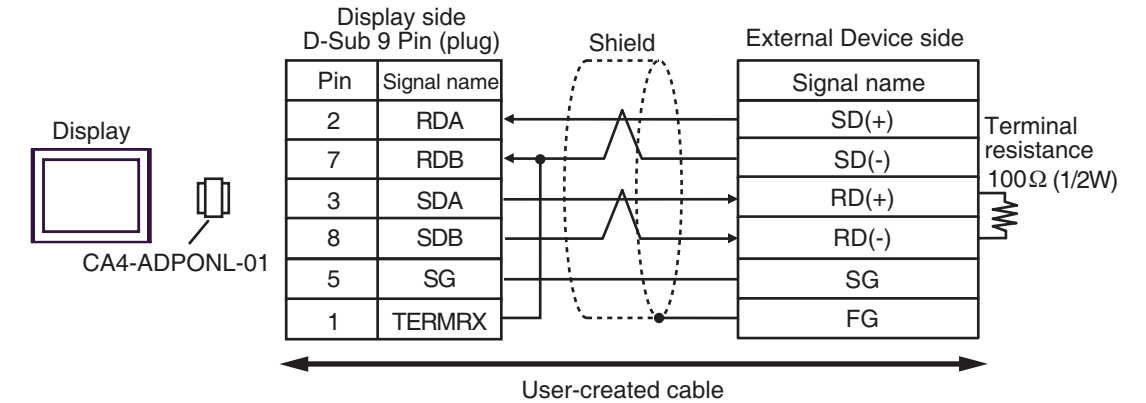 Display side
D-Sub 9 Pin (plug)
Shield
External Device side
Pin
Signal name
Signal name
2
RDA
SD(+)
7
RDB
SD(-)
3
SDA
RD(+)
8
SDB
RD(-)
5
SG
SG
1
TERMRX
FG
Display
CA4-ADPONL-01
Terminal
resistance
100Ω (1/2W)
User-created cable